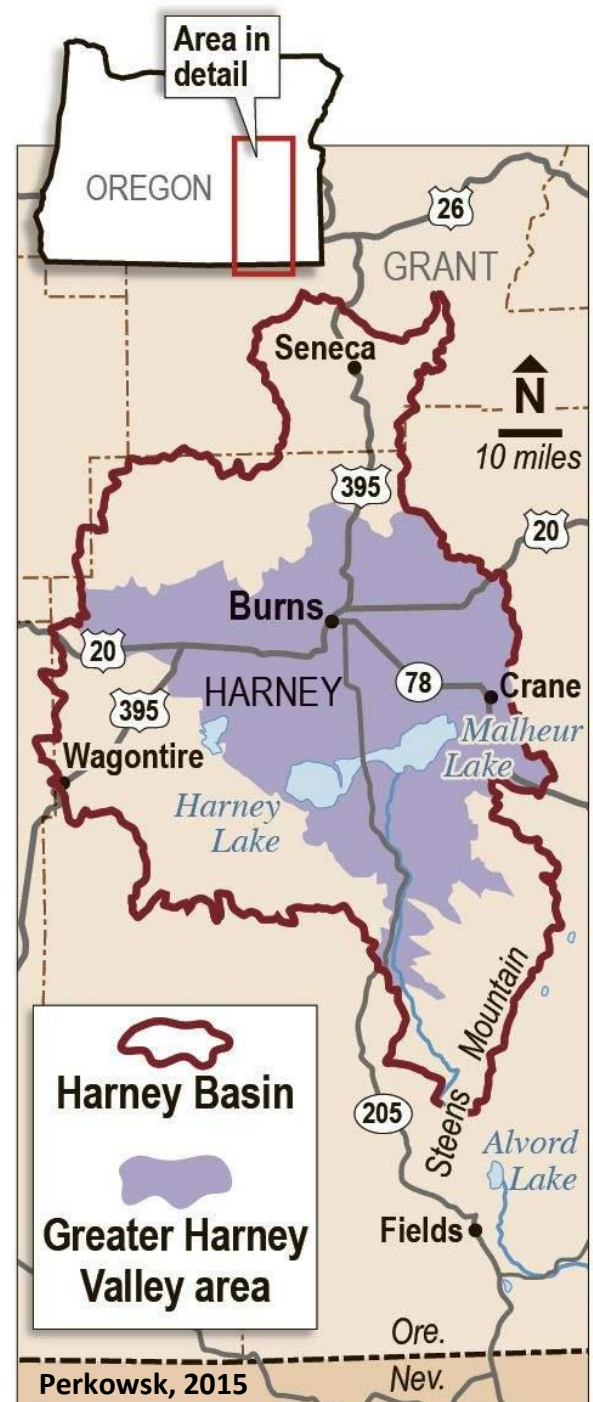 Area in
detail
OREGON
26
GRANT
Seneca
N
10 miles
395
20
Burns
20
HARNEY
78
Crane
395
Malheur
Lake
Wagontire
Harney
Lake
Steens Mountain
Harney Basin
205
Alvord
Lake
Greater Harney
Valley area
Fields
Ore.
Nev.
Perkowsk, 2015